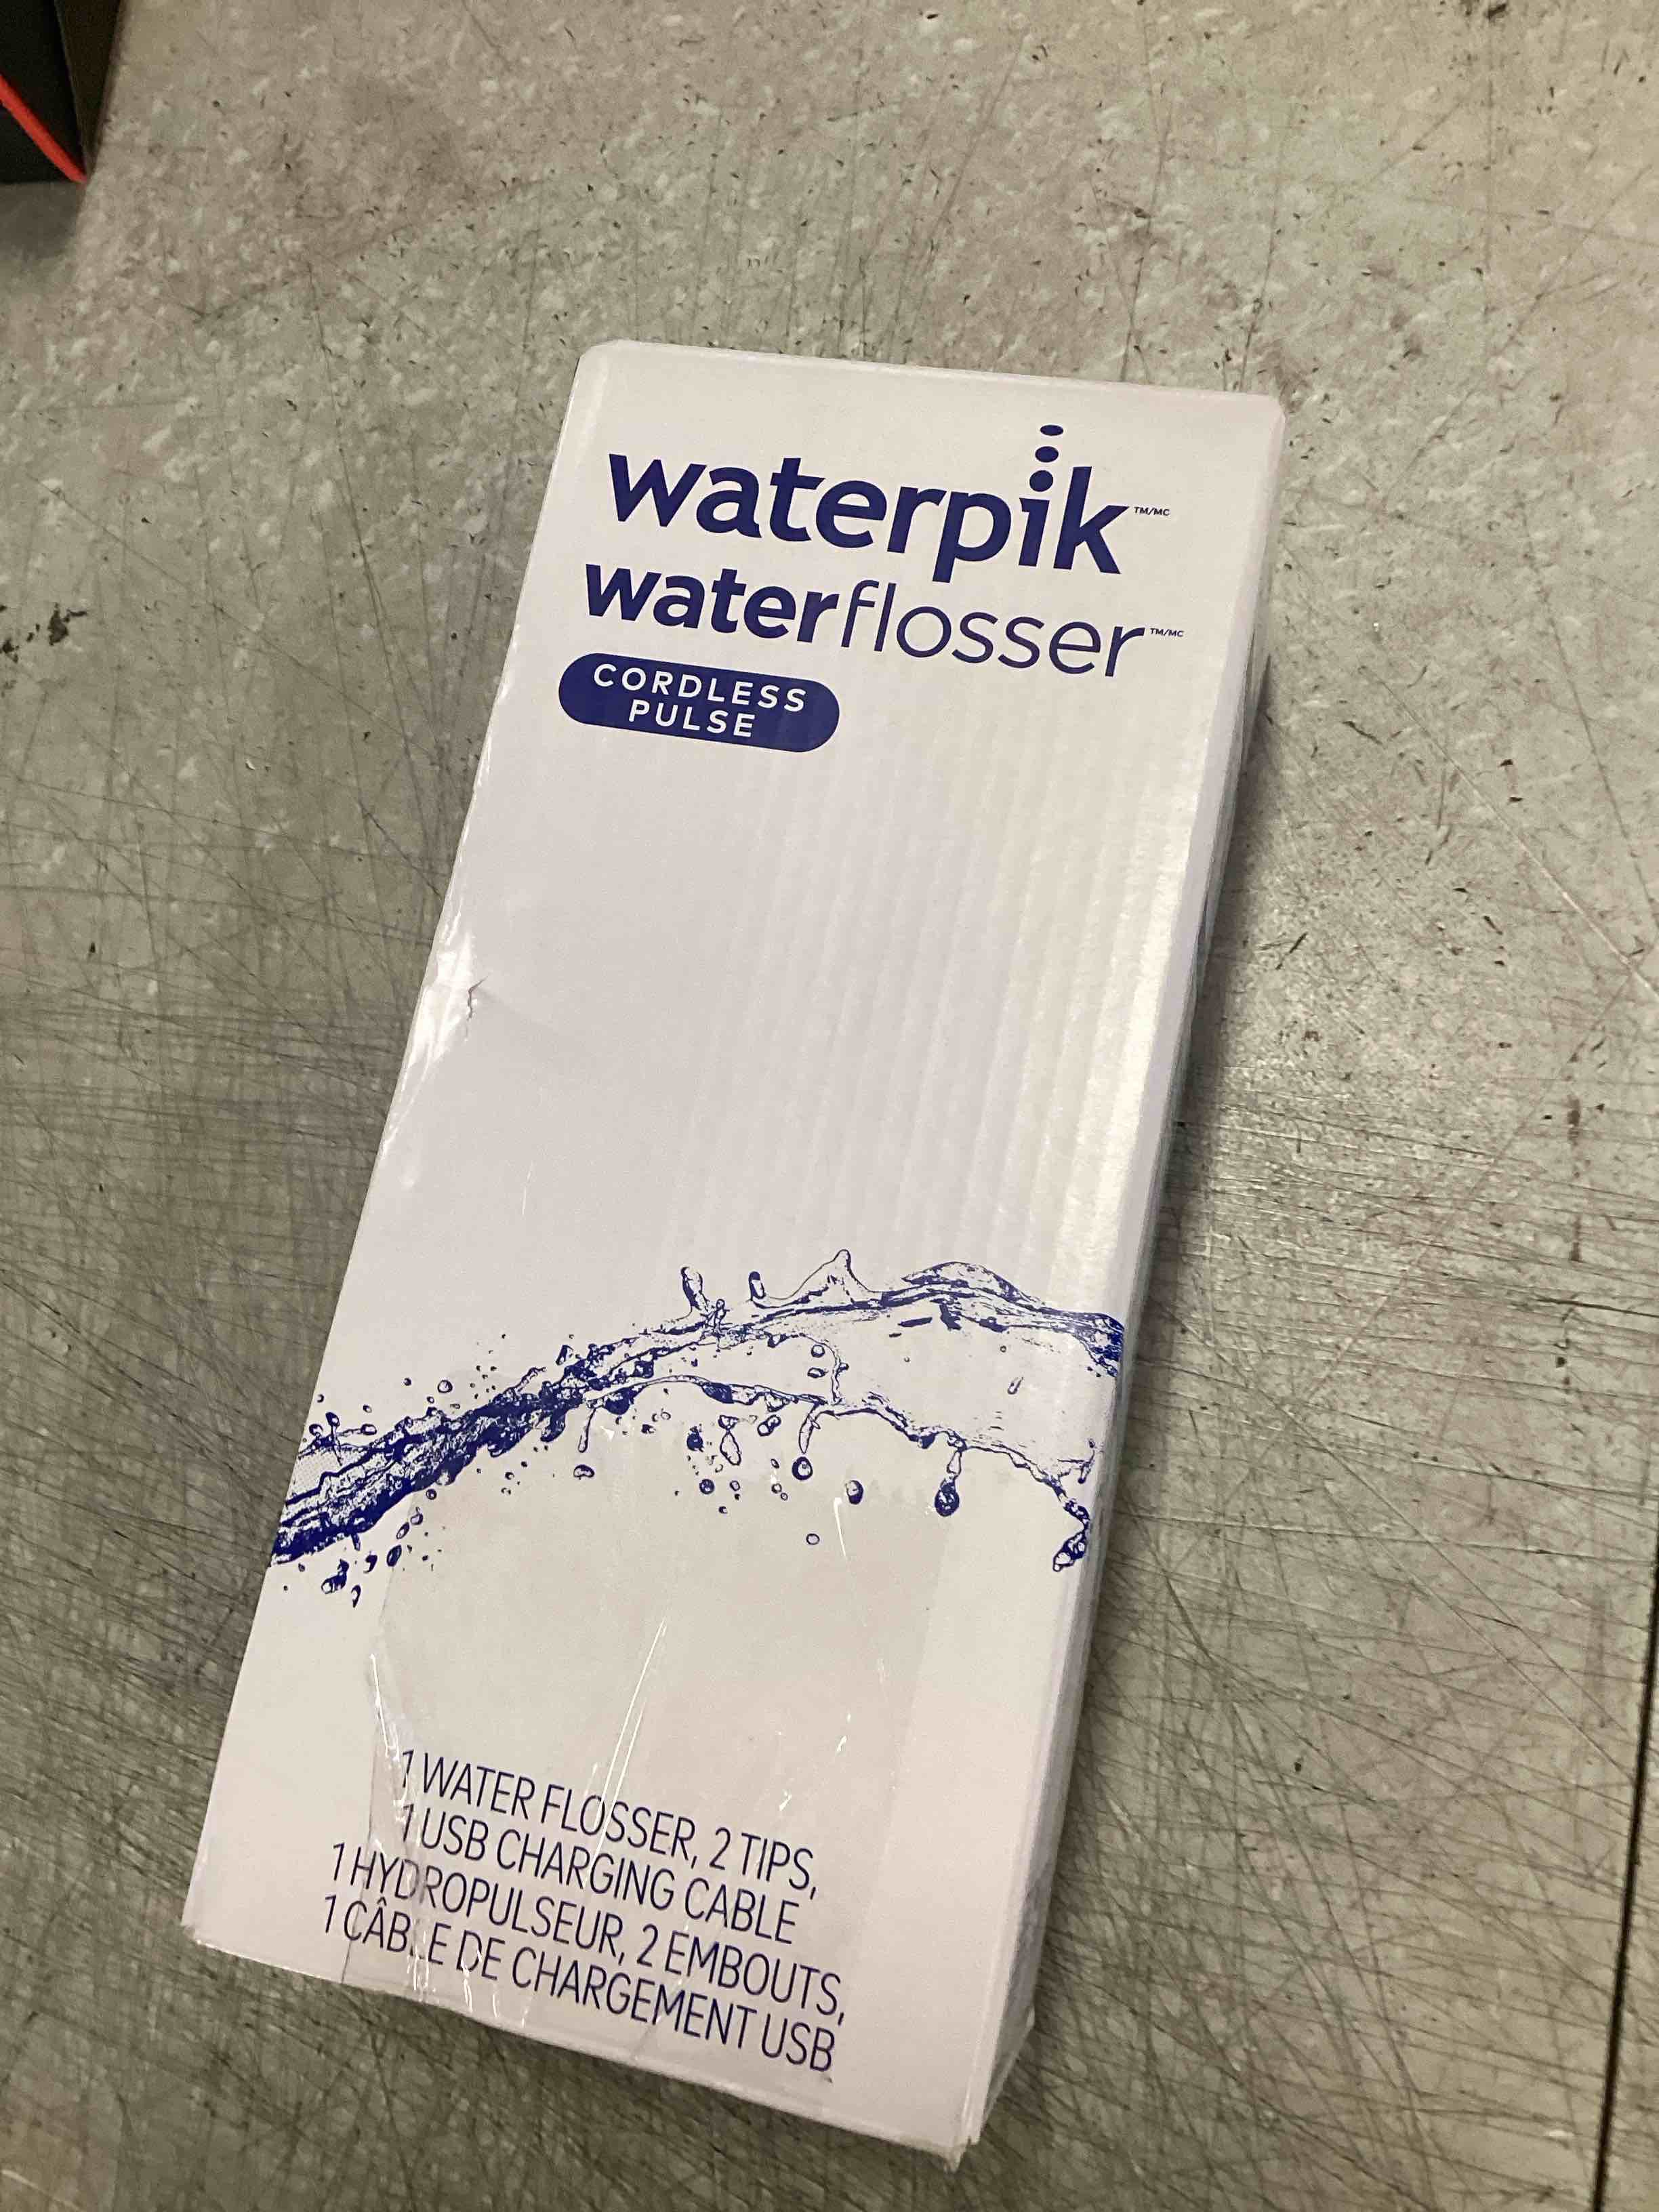 waterpik™/MC
waterflosser™/MC
CORDLESS
PULSE
1 WATER FLOSSER, 2 TIPS,
1 USB CHARGING CABLE
1 HYDROPULSEUR, 2 EMBOUTS,
1 CÂBLE DE CHARGEMENT USB